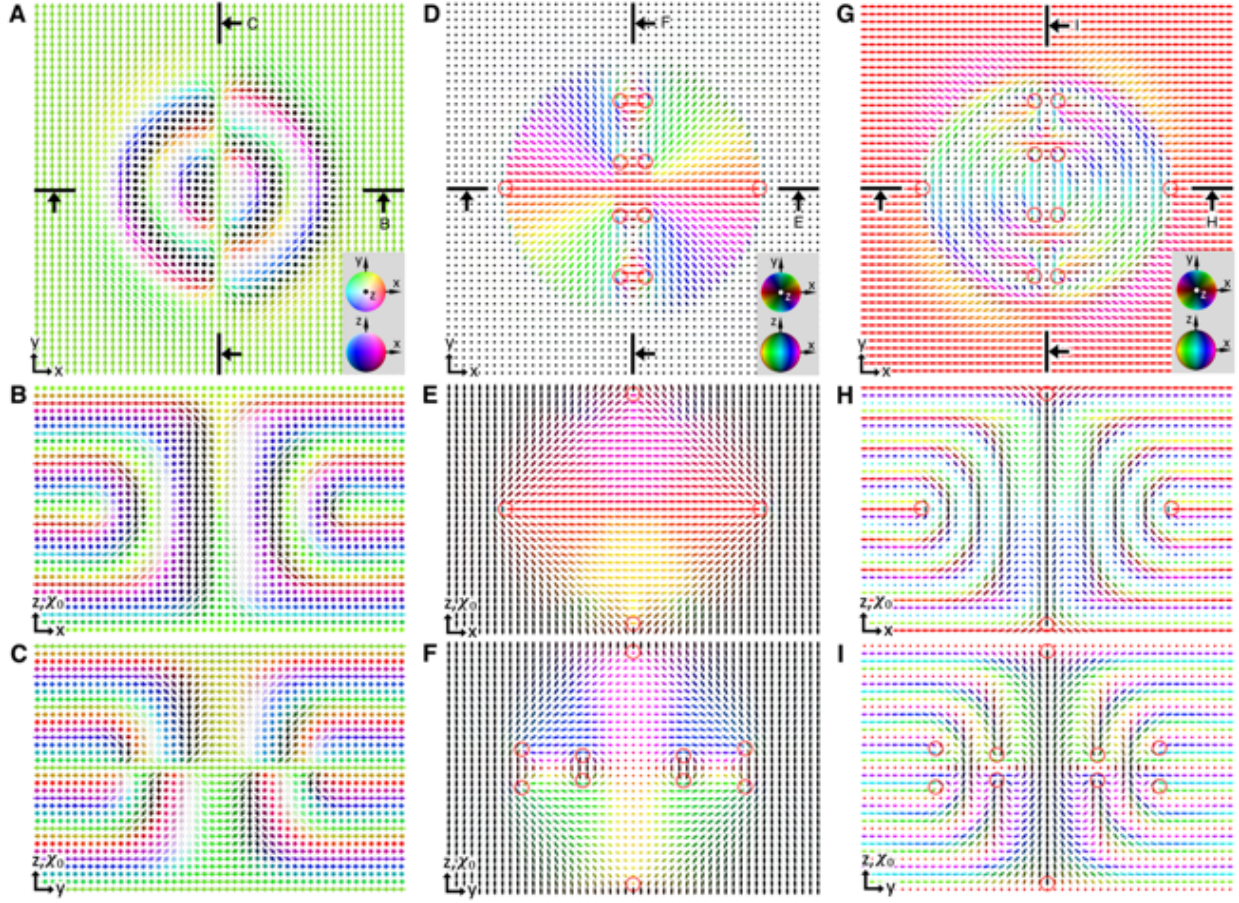 A
C
B
y
x
z
z
x
y
x
D
F
E
y
x
z
z
x
y
x
G
I
H
y
x
z
z
x
y
x
B
z, χ₀
x
E
z, χ₀
x
H
z, χ₀
x
C
z, χ₀
y
F
z, χ₀
y
I
z, χ₀
y